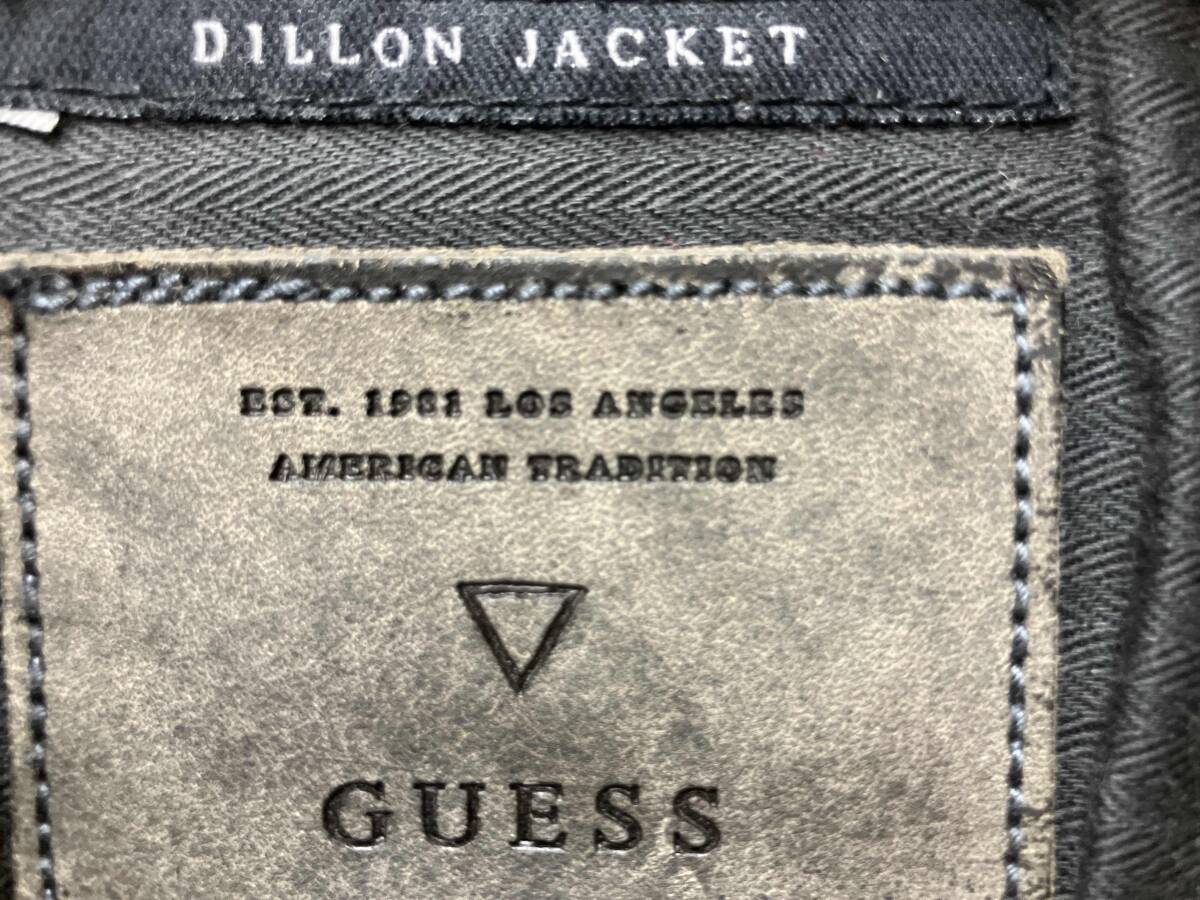 DILLON JACKET
EST. 1981 LOS ANGELES
AMERICAN TRADITION
GUESS